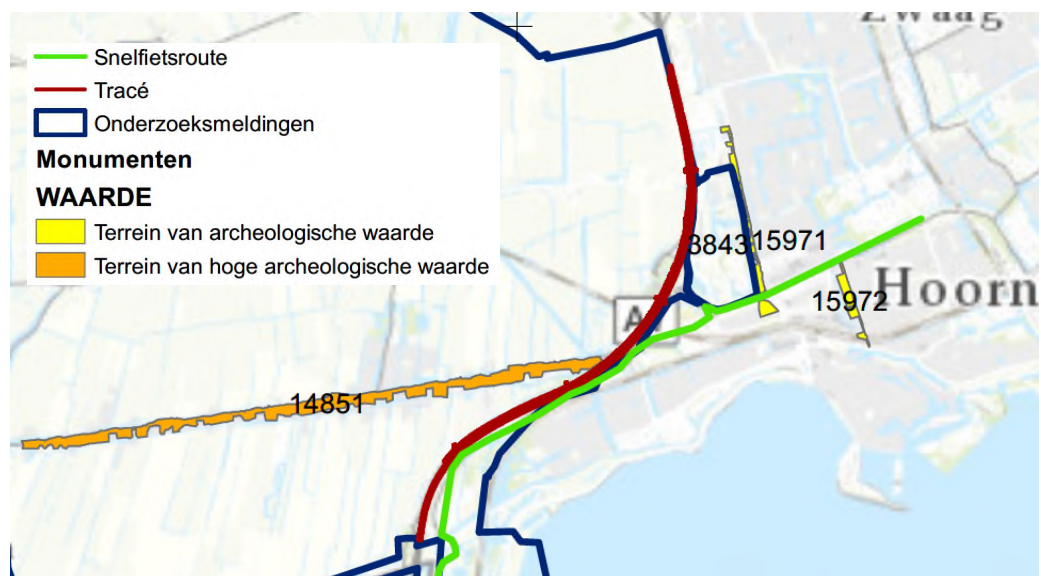 Zwaag
Snelfietsroute
Tracé
Onderzoeksmeldingen
Monumenten
WAARDE
Terrein van archeologische waarde
Terrein van hoge archeologische waarde
3843
15971
15972
Hoorn
14851